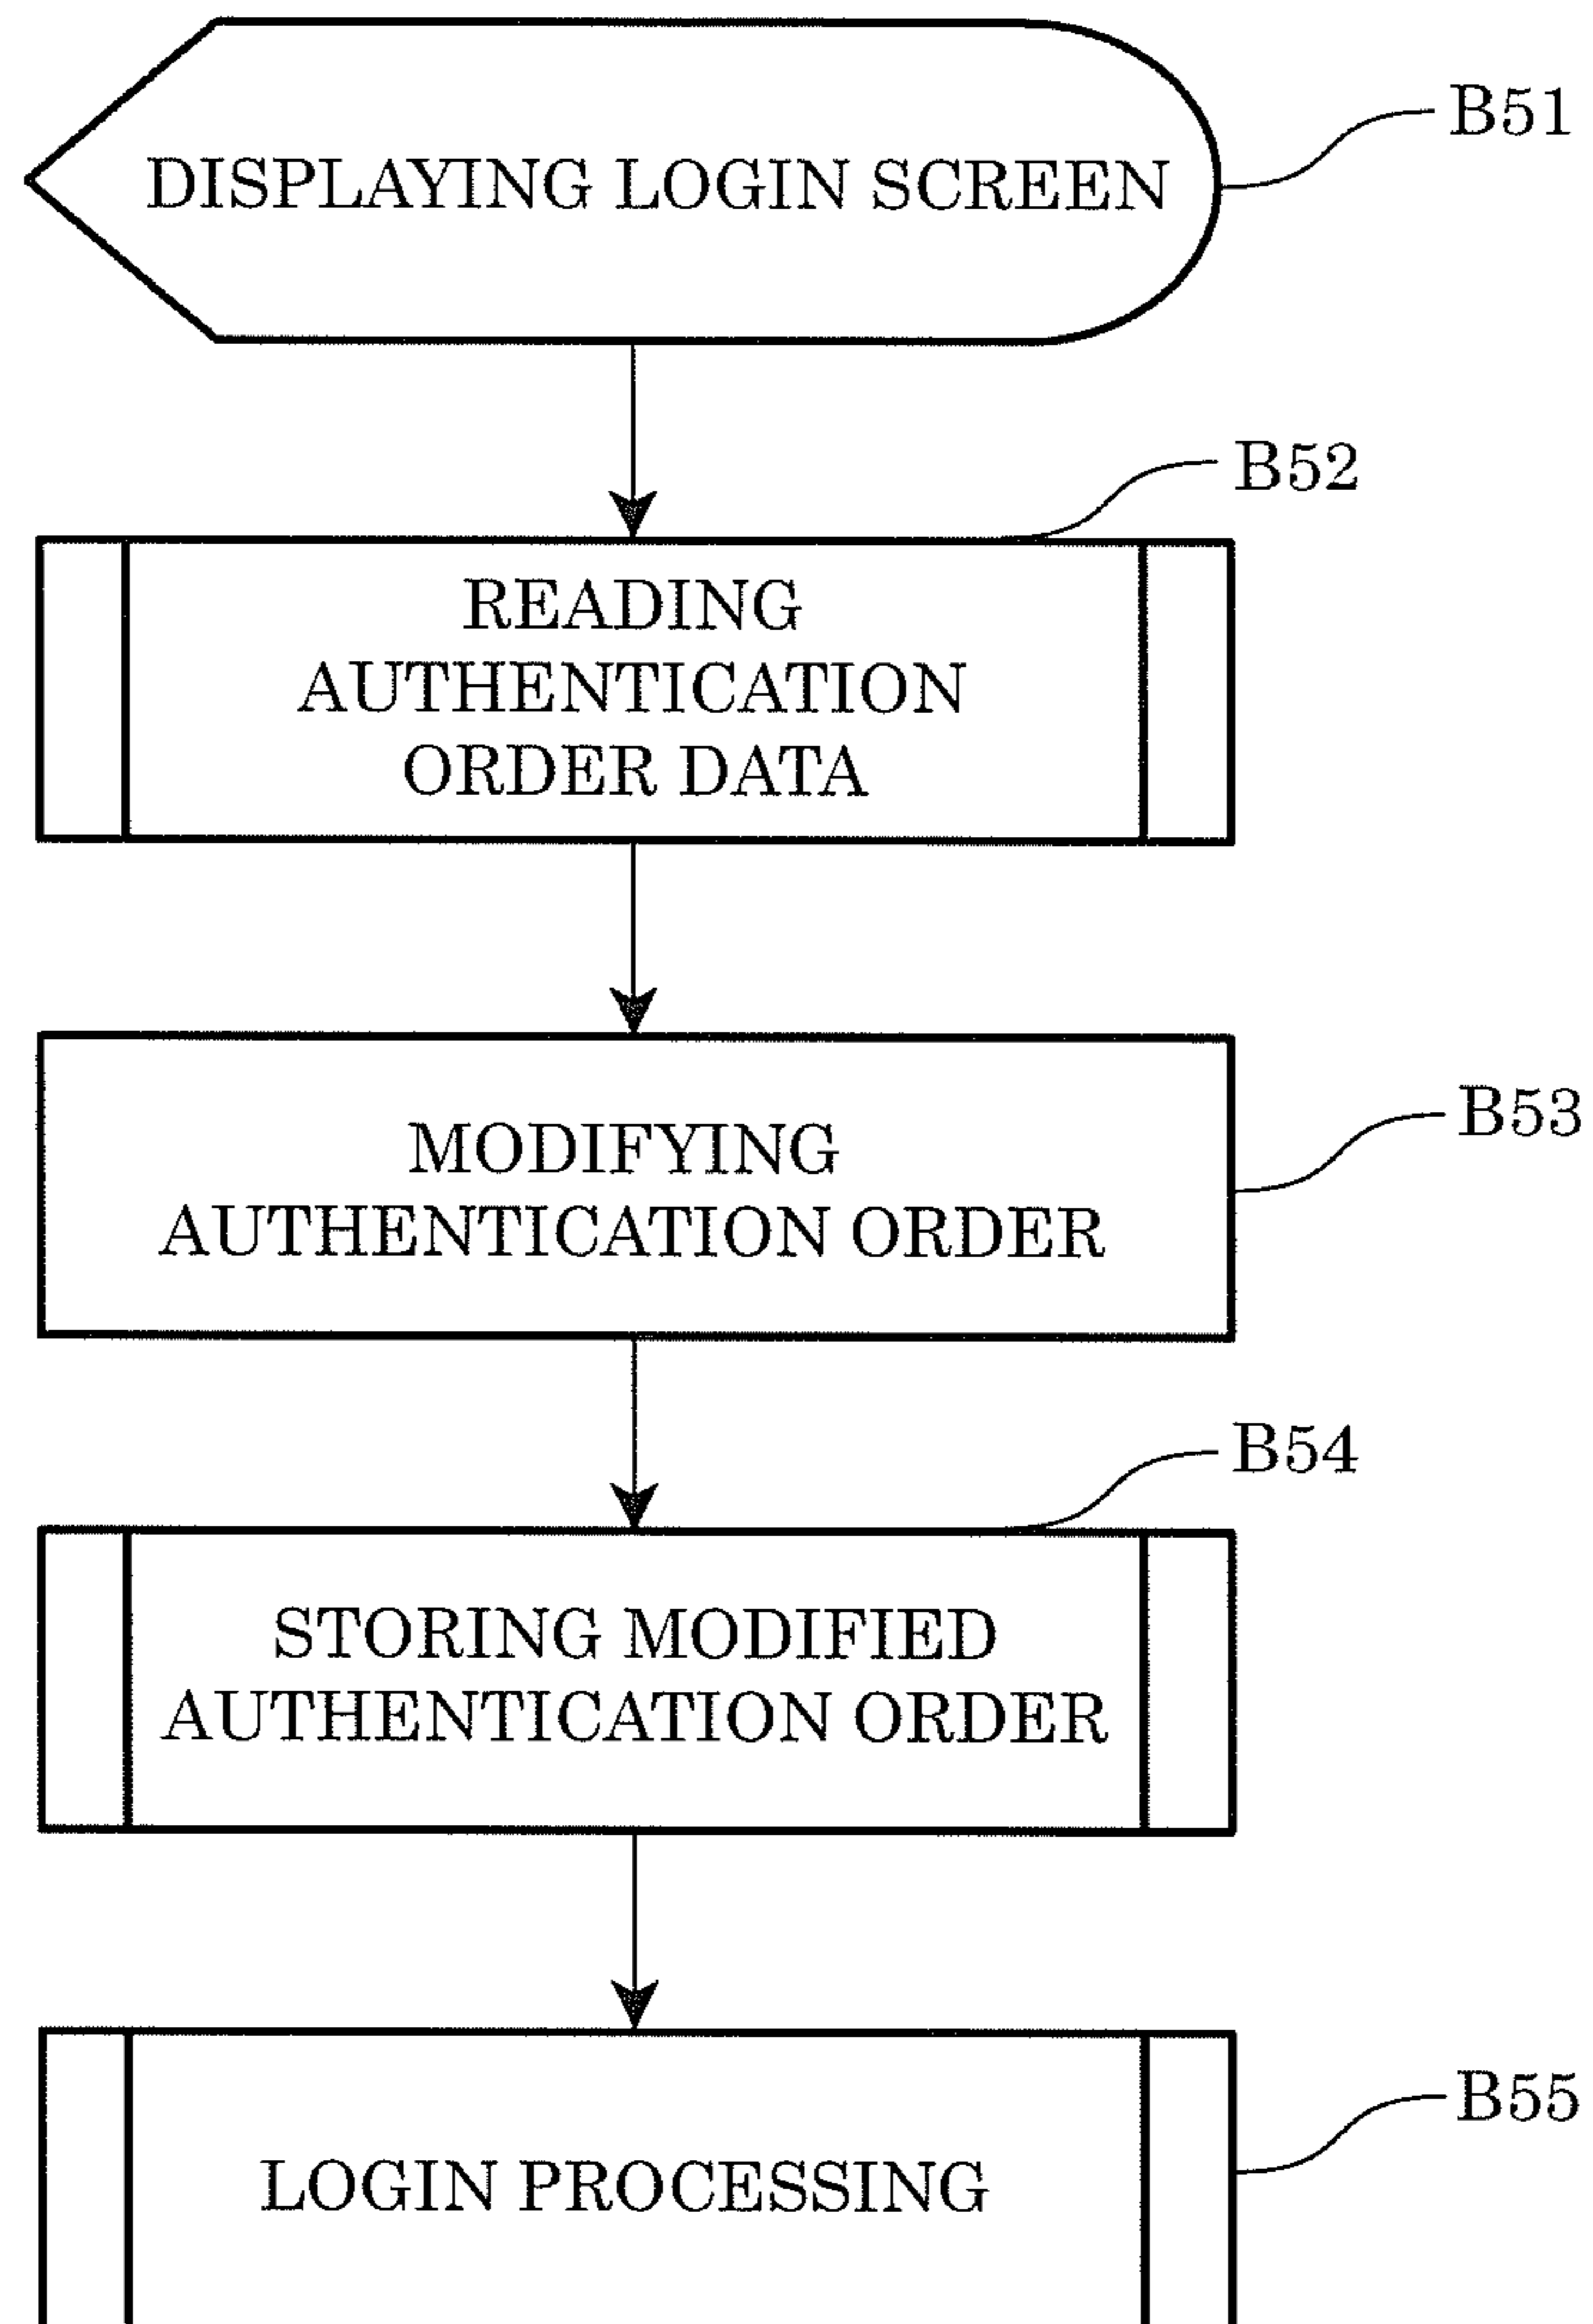 DISPLAYING LOGIN SCREEN
B51
B52
READING
AUTHENTICATION
ORDER DATA
MODIFYING
AUTHENTICATION ORDER
B53
B54
STORING MODIFIED
AUTHENTICATION ORDER
LOGIN PROCESSING
B55